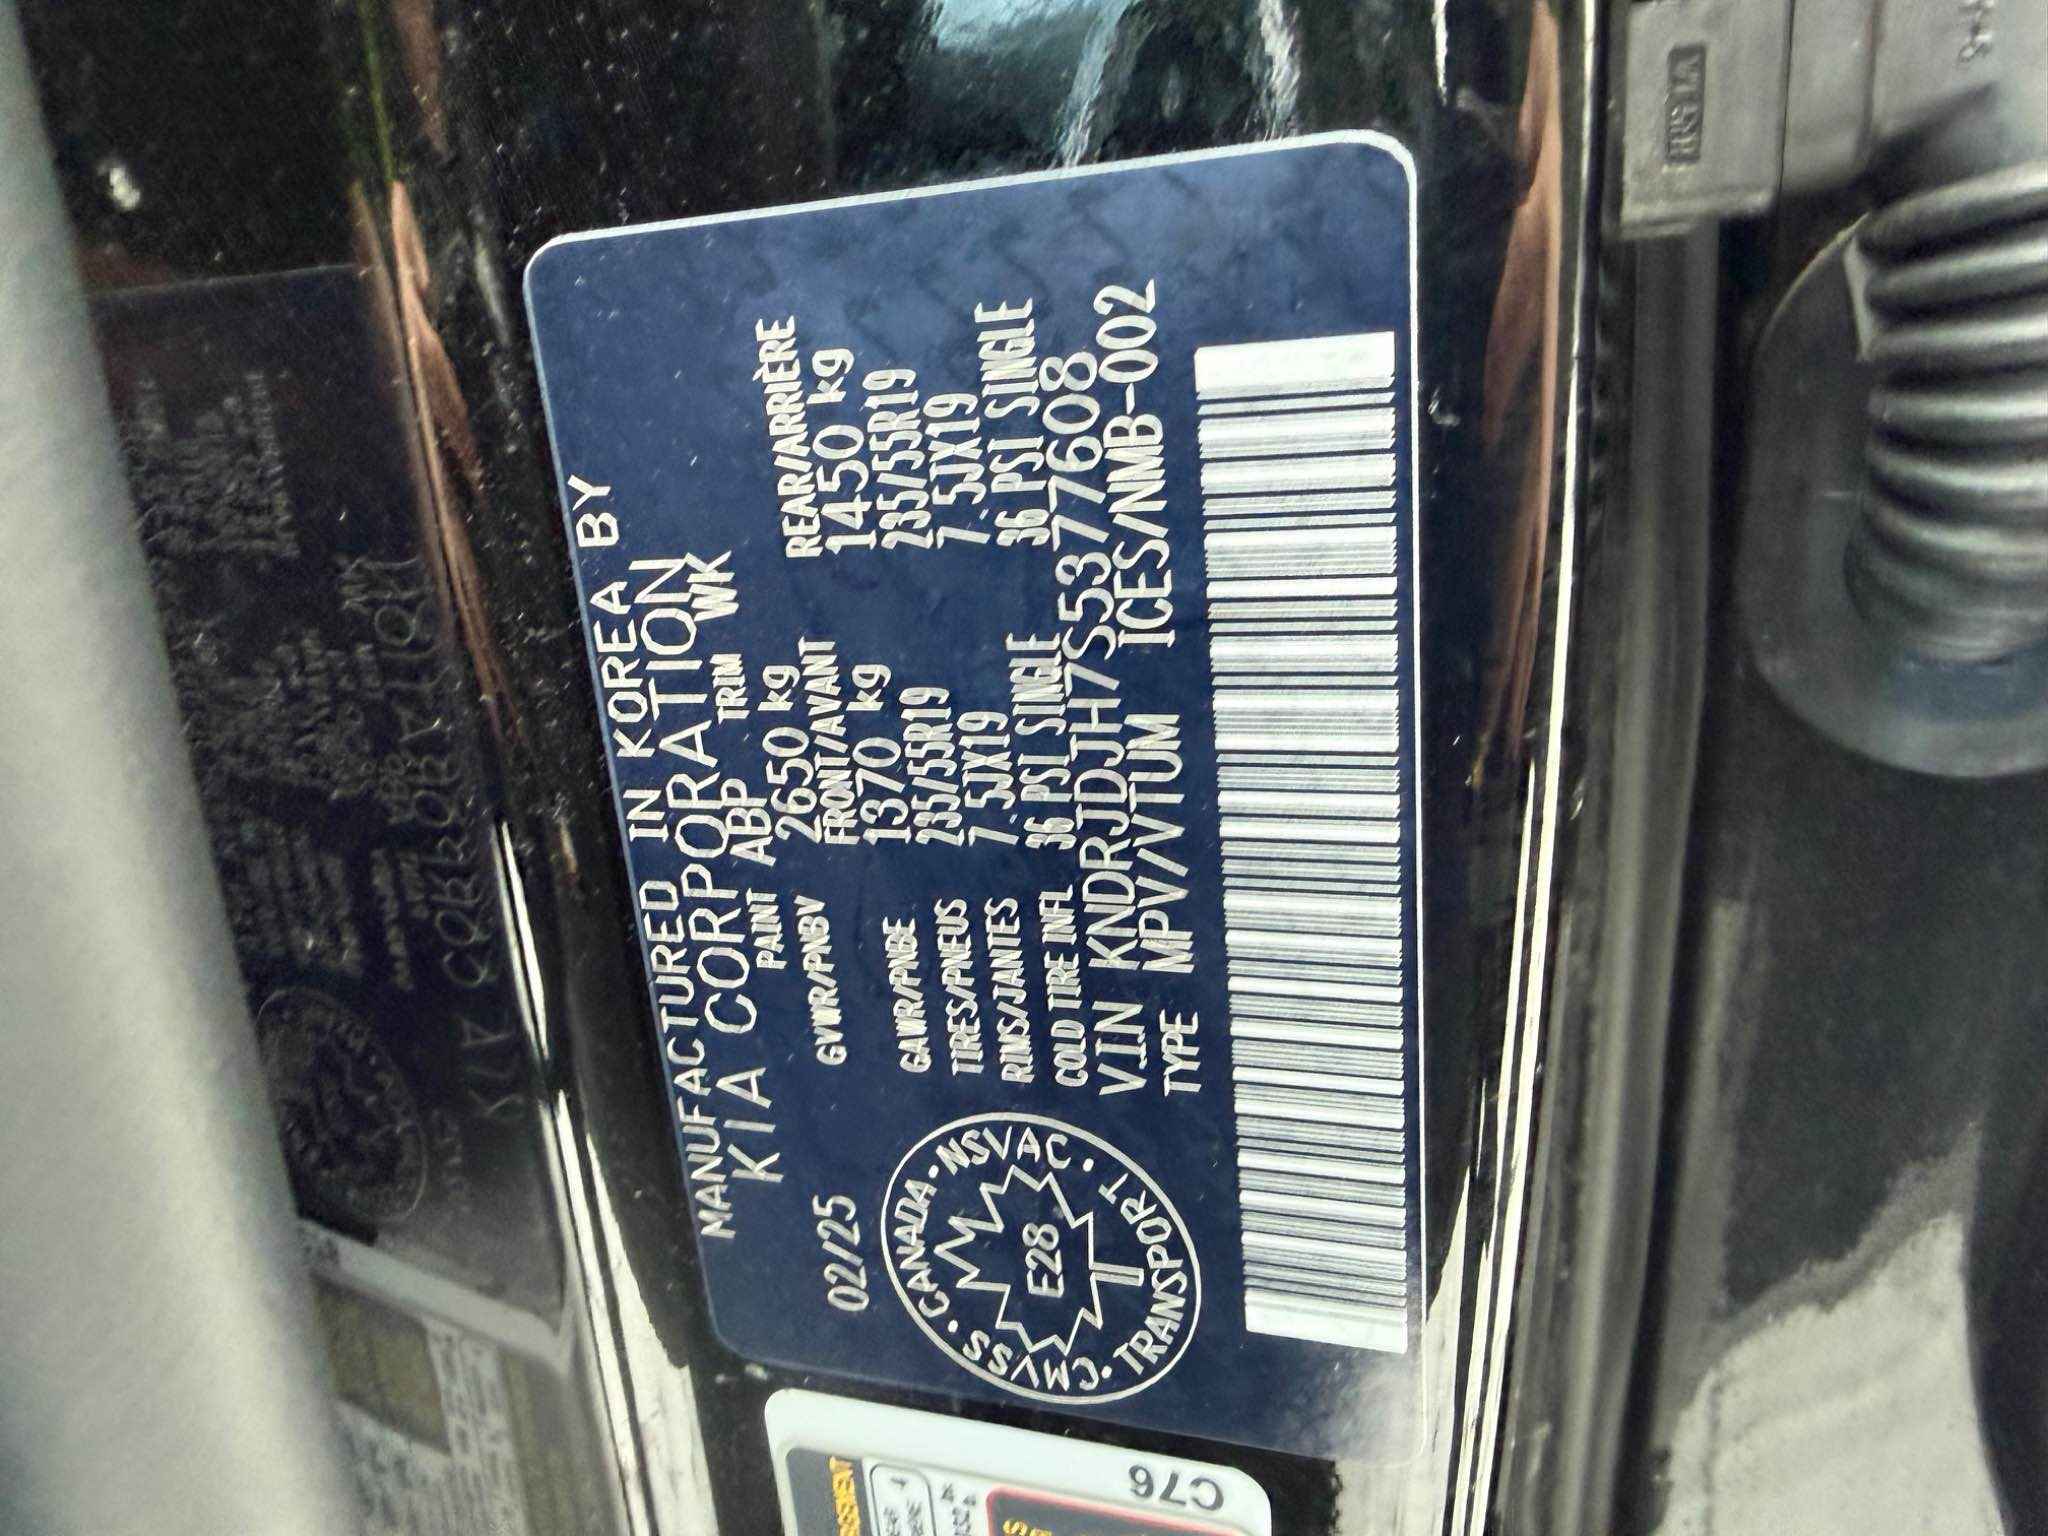 MANUFACTURED IN KOREA BY
KIA CORPORATION
02/25 PAINT ABP TRIM WK
GVWR/PNBV 2650 kg
FRONT/AVANT REAR/ARRIÈRE
GAWR/PNBE 1370 kg 1450 kg
TIRES/PNEUS 235/55R19 235/55R19
RIMS/JANTES 7.5JX19 7.5JX19
COLD TIRE INFL 36 PSI SINGLE 36 PSI SINGLE
VIN KNDRJDJH7S5377608
TYPE MPV/VTUM ICES/NMB-002
CMVSS · CANADA · NSVAC · TRANSPORT ·
E28
C76